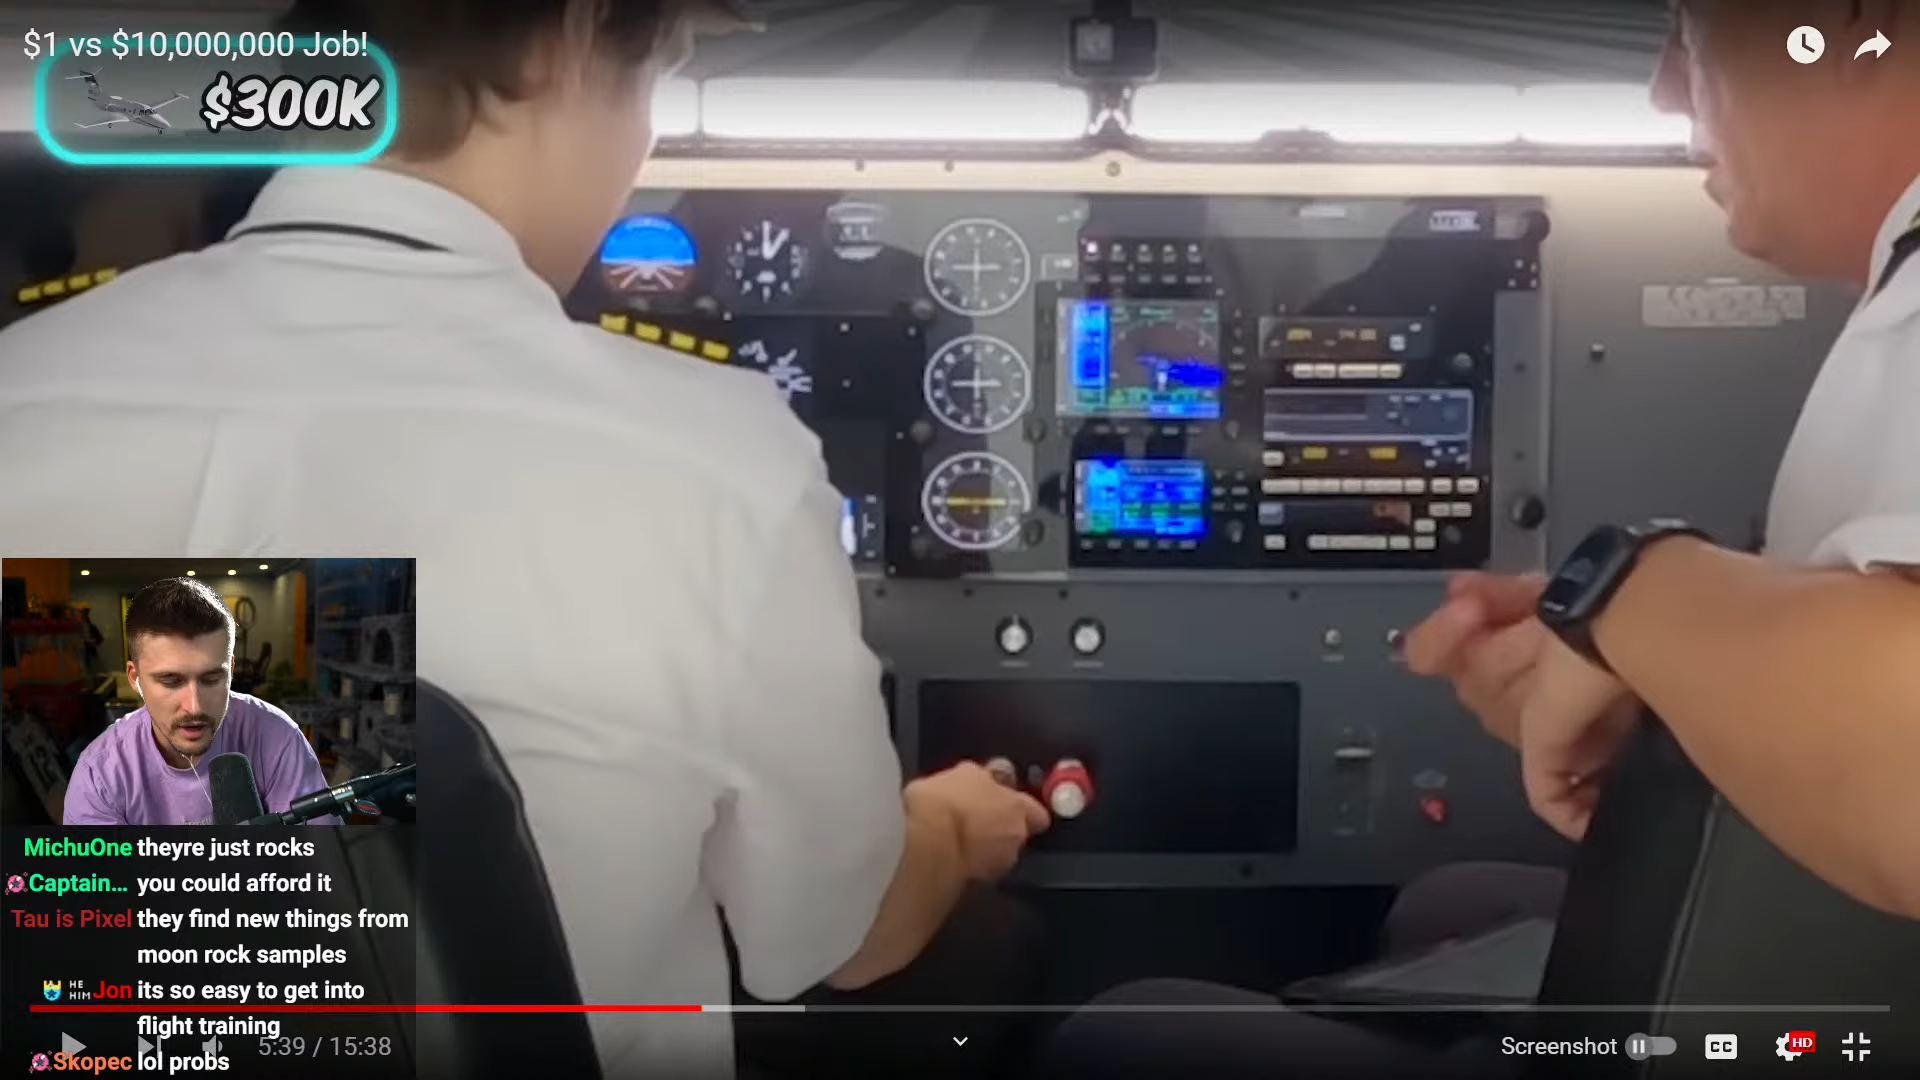 $1 vs $10,000,000 Job!
$300K
MichuOne theyre just rocks
Captain... you could afford it
Tau is Pixel they find new things from
moon rock samples
HE HIM Jon its so easy to get into
flight training
Skopec lol probs
5:39 / 15:38
Screenshot
CC
HD